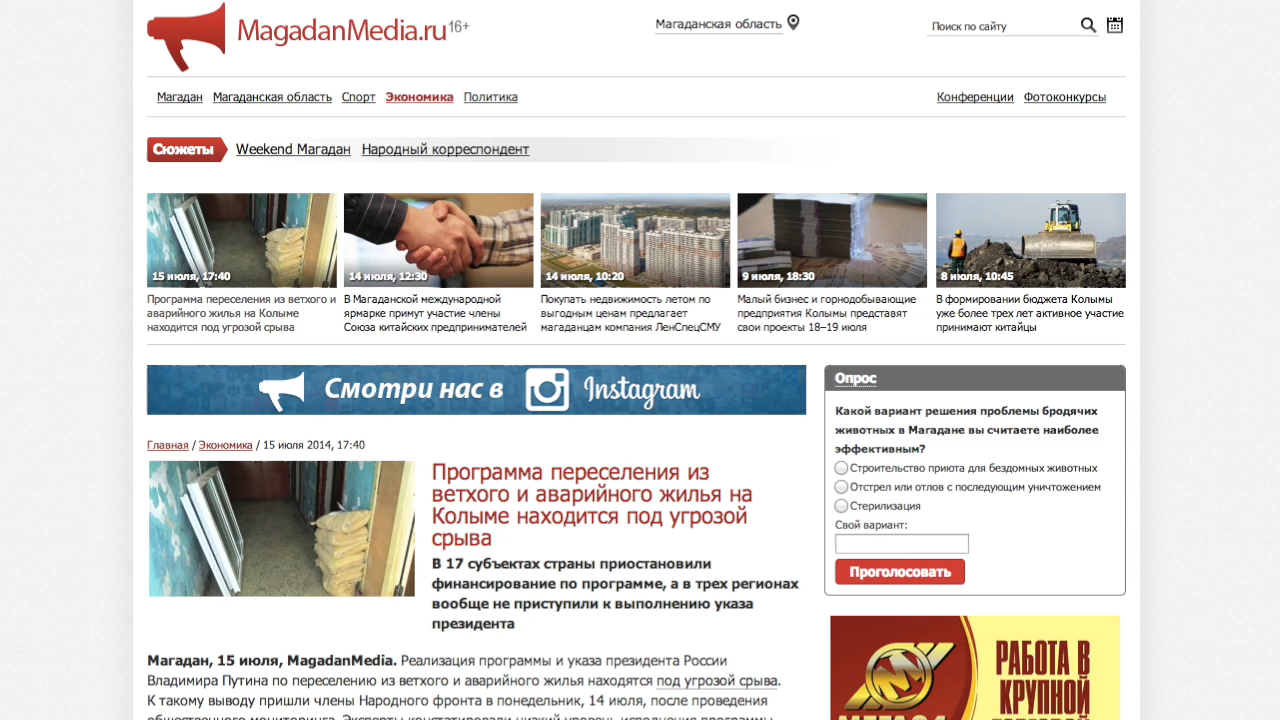 MagadanMedia.ru 16+
Магаданская область
Поиск по сайту
Магадан Магаданская область Спорт Экономика Политика
Конференции Фотоконкурсы
Сюжеты Weekend Магадан Народный корреспондент
15 июля, 17:40
Программа переселения из ветхого и
аварийного жилья на Колыме
находится под угрозой срыва
14 июля, 12:30
В Магаданской международной
ярмарке примут участие члены
Союза китайских предпринимателей
14 июля, 10:20
Покупать недвижимость летом по
выгодным ценам предлагает
магаданцам компания ЛенСпецСМУ
9 июля, 18:30
Малый бизнес и горнодобывающие
предприятия Колымы представят
свои проекты 18–19 июля
8 июля, 10:45
В формировании бюджета Колымы
уже более трех лет активное участие
принимают китайцы
Смотри нас в Instagram
Главная / Экономика / 15 июля 2014, 17:40
Программа переселения из
ветхого и аварийного жилья на
Колыме находится под угрозой
срыва
В 17 субъектах страны приостановили
финансирование по программе, а в трех регионах
вообще не приступили к выполнению указа
президента
Магадан, 15 июля, MagadanMedia. Реализация программы и указа президента России
Владимира Путина по переселению из ветхого и аварийного жилья находятся под угрозой срыва.
К такому выводу пришли члены Народного фронта в понедельник, 14 июля, после проведения
общественного мониторинга. Эксперты констатировали низкий уровень исполнения программы
Опрос
Какой вариант решения проблемы бродячих
животных в Магадане вы считаете наиболее
эффективным?
Строительство приюта для бездомных животных
Отстрел или отлов с последующим уничтожением
Стерилизация
Свой вариант:
Проголосовать
РАБОТА В
КРУПНОЙ